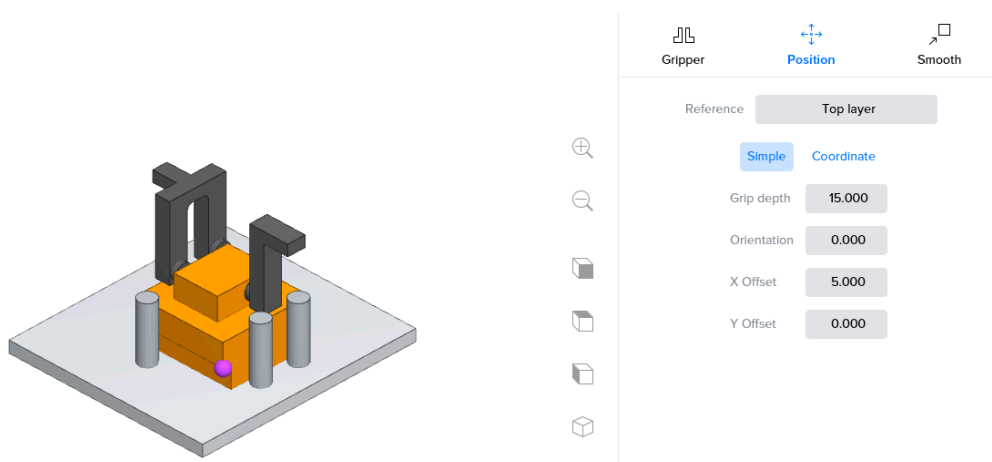 Gripper Position Smooth
Reference Top layer
Simple Coordinate
Grip depth 15.000
Orientation 0.000
X Offset 5.000
Y Offset 0.000